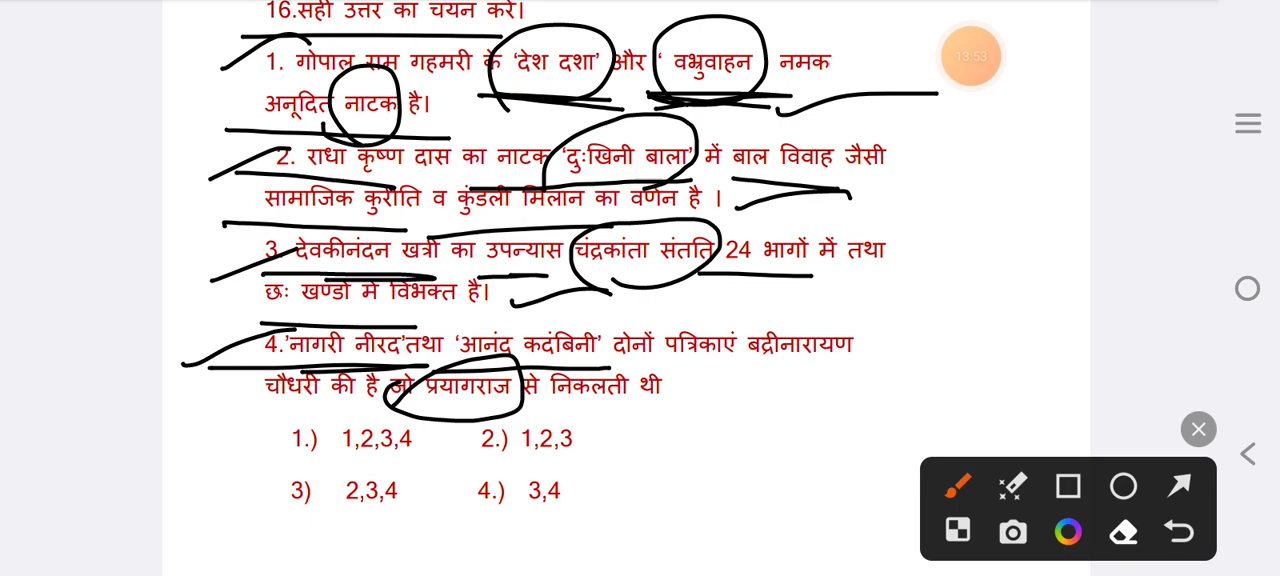 16.सही उत्तर का चयन करें।
13:53
1. गोपाल राम गहमरी के ‘देश दशा’ और ‘ वभ्रुवाहन नमक
अनूदित नाटक है।
2. राधा कृष्ण दास का नाटक ‘दुःखिनी बाला’ में बाल विवाह जैसी
सामाजिक कुरीति व कुंडली मिलान का वर्णन है ।
3. देवकीनंदन खत्री का उपन्यास चंद्रकांता संतति 24 भागों में तथा
छः खण्डों में विभक्त है।
4.’नागरी नीरद’तथा ‘आनंद कदंबिनी’ दोनों पत्रिकाएं बद्रीनारायण
चौधरी की है जो प्रयागराज से निकलती थी
1.) 1,2,3,4 2.) 1,2,3
3) 2,3,4 4.) 3,4